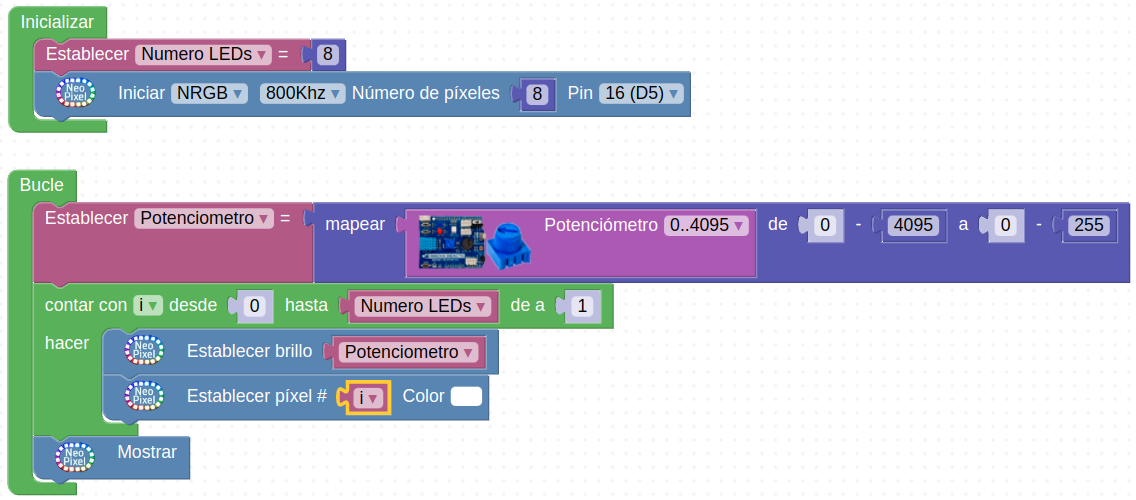 Inicializar
Establecer Numero LEDs = 8
Neo Pixel Iniciar NRGB 800Khz Número de píxeles 8 Pin 16 (D5)
Bucle
Establecer Potenciometro = mapear Potenciómetro 0..4095 de 0 - 4095 a 0 - 255
contar con i desde 0 hasta Numero LEDs de a 1
hacer
Neo Pixel Establecer brillo Potenciometro
Neo Pixel Establecer píxel # i Color
Neo Pixel Mostrar